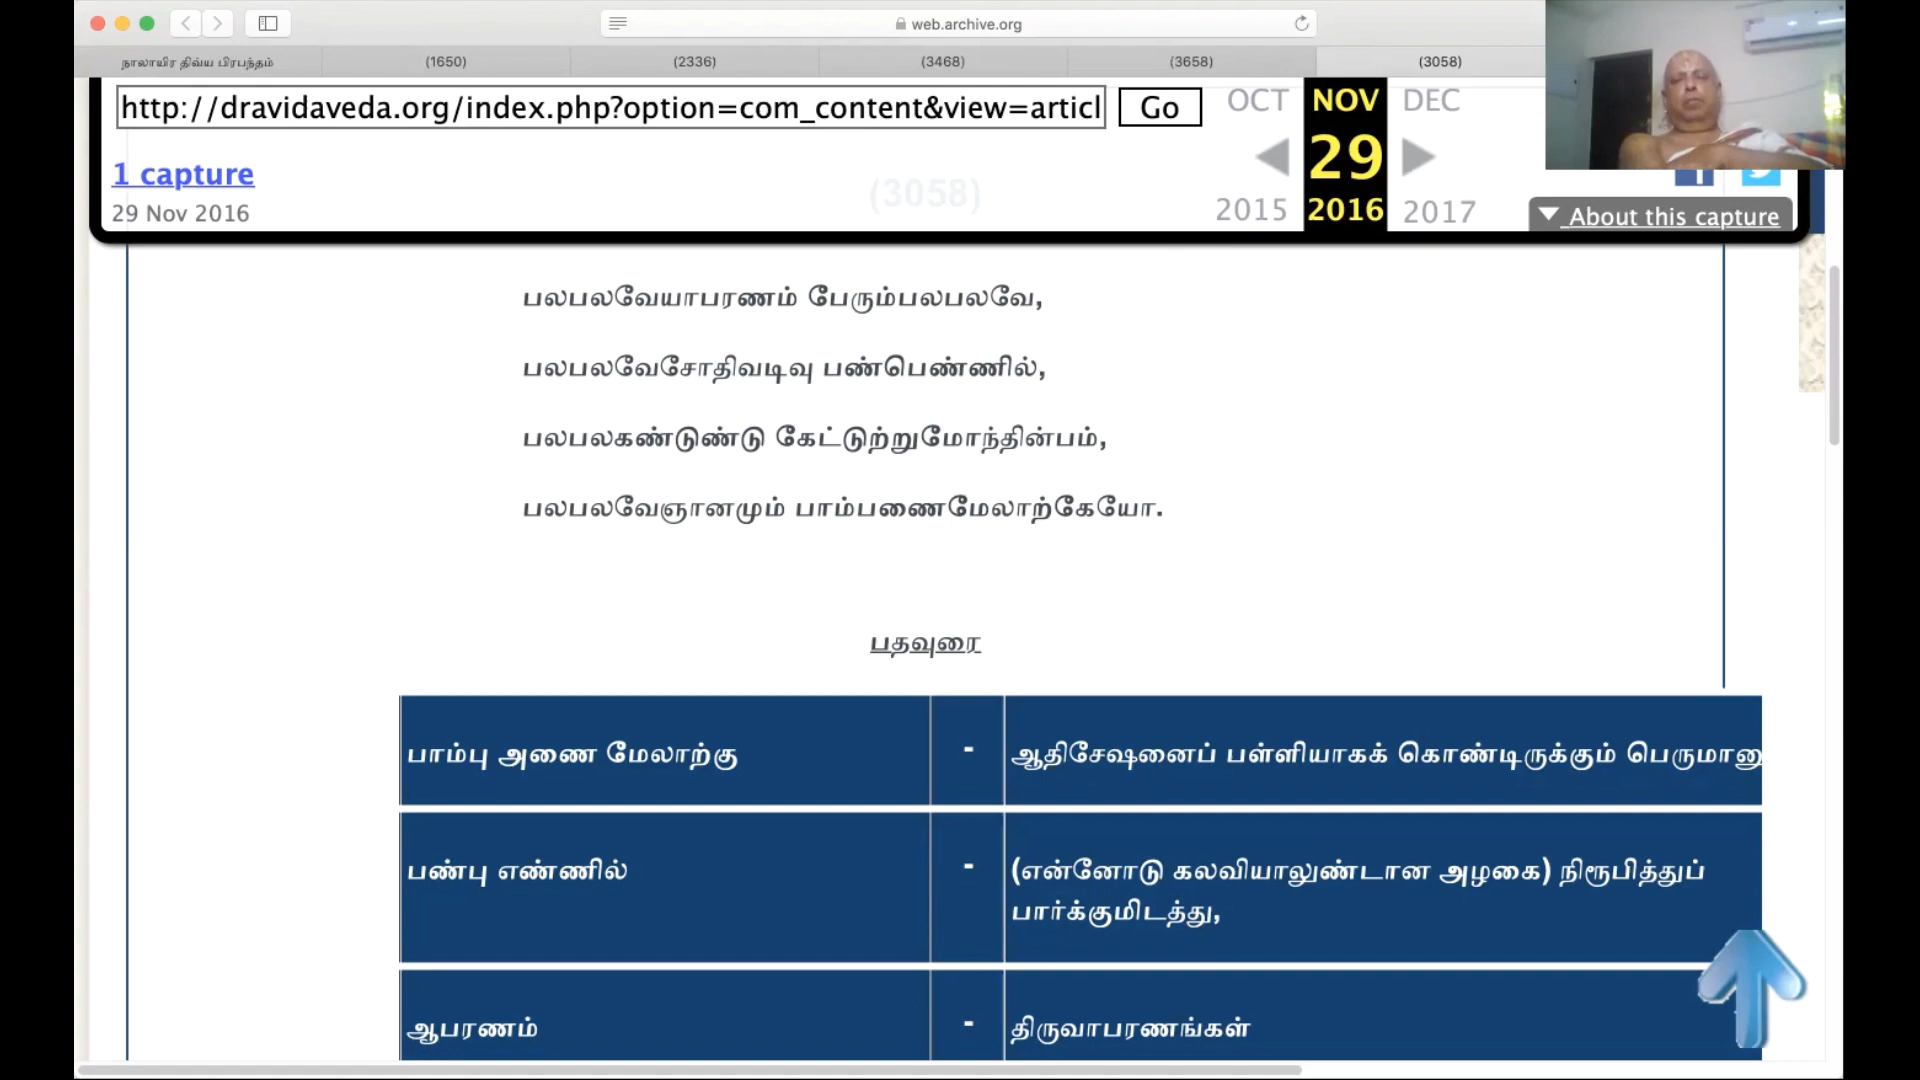 web.archive.org
நாலாயிர திவ்ய பிரபந்தம்
(1650)
(2336)
(3468)
(3658)
(3058)
http://dravidaveda.org/index.php?option=com_content&view=articl
Go
OCT
NOV
DEC
29
1 capture
29 Nov 2016
2015
2016
2017
About this capture
(3058)
பலபலவேயாபரணம் பேரும்பலபலவே,
பலபலவேசோதிவடிவு பண்பெண்ணில்,
பலபலகண்டுண்டு கேட்டுற்றுமோந்தின்பம்,
பலபலவேஞானமும் பாம்பணைமேலாற்கேயோ.
பதவுரை
பாம்பு அணை மேலாற்கு - ஆதிசேஷனைப் பள்ளியாகக் கொண்டிருக்கும் பெருமானு
பண்பு எண்ணில் - (என்னோடு கலவியாலுண்டான அழகை) நிரூபித்துப்
பார்க்குமிடத்து,
ஆபரணம் - திருவாபரணங்கள்